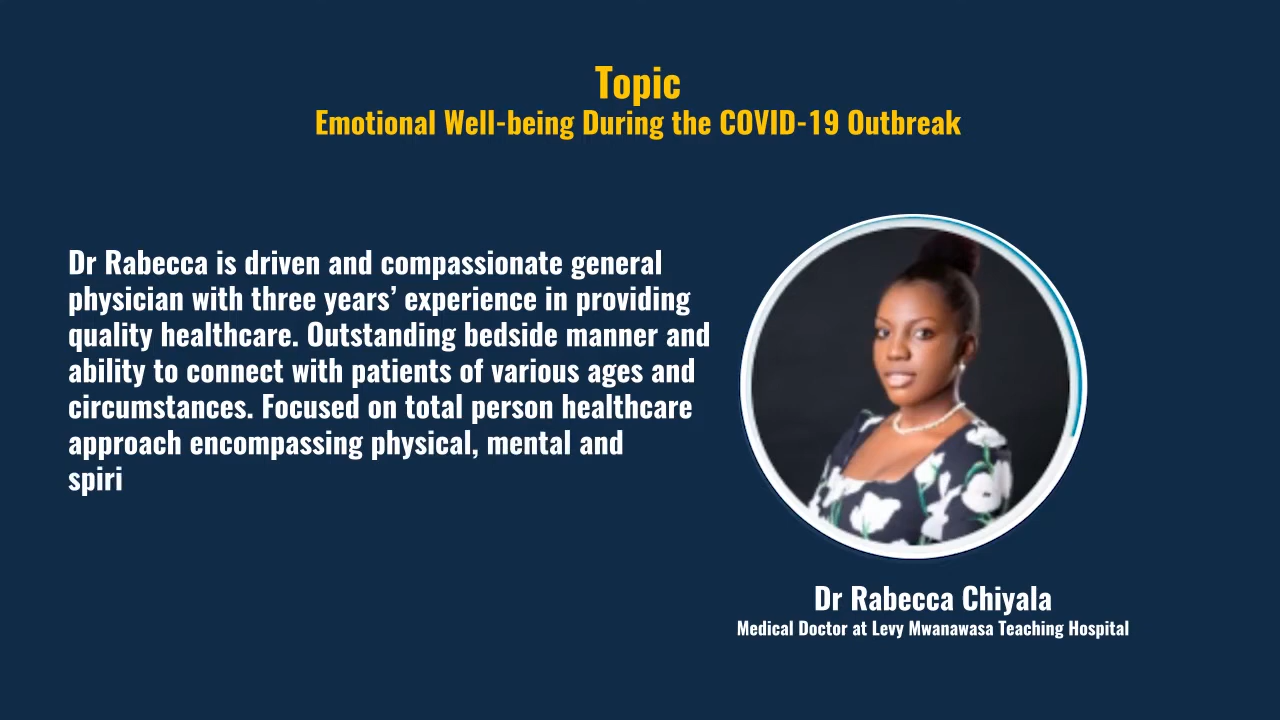 Topic
Emotional Well-being During the COVID-19 Outbreak
Dr Rabecca is driven and compassionate general
physician with three years’ experience in providing
quality healthcare. Outstanding bedside manner and
ability to connect with patients of various ages and
circumstances. Focused on total person healthcare
approach encompassing physical, mental and
spiri
Dr Rabecca Chiyala
Medical Doctor at Levy Mwanawasa Teaching Hospital